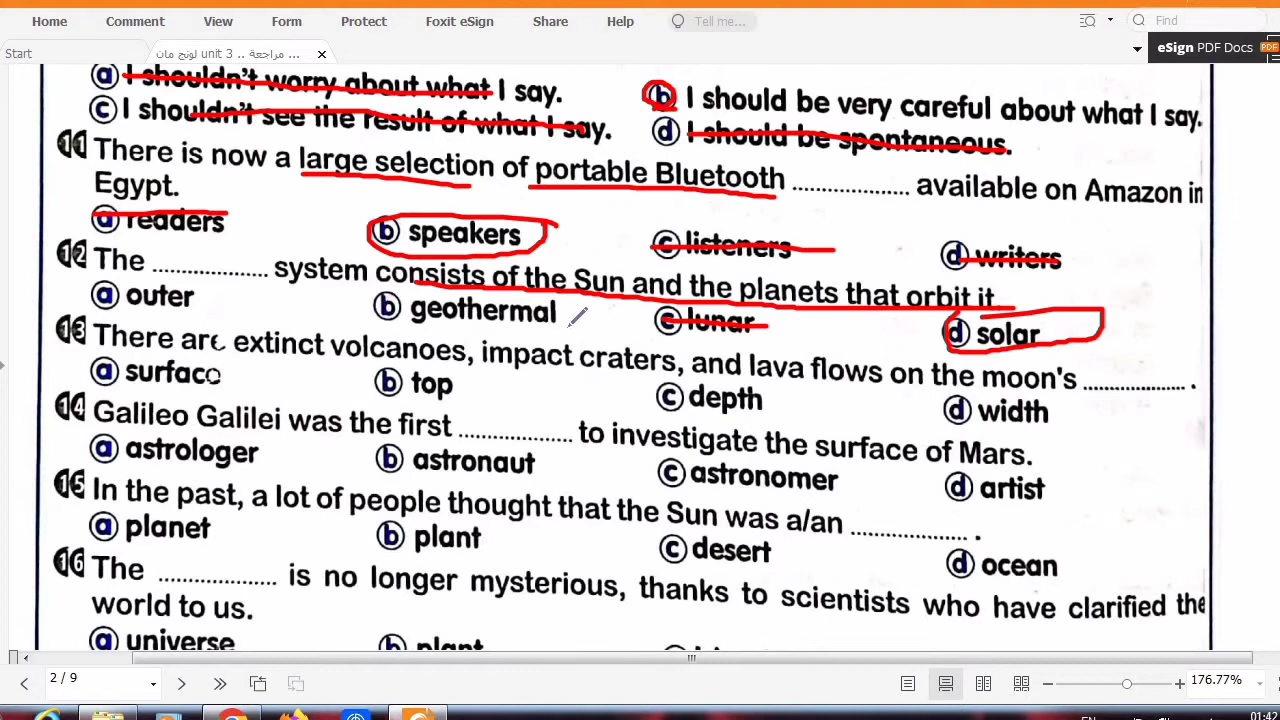 Home Comment View Form Protect Foxit eSign Share Help Tell me... Find
Start مراجعة .. unit 3 لونج مان ... × eSign PDF Docs
ⓐ I shouldn't worry about what I say. ⓑ I should be very careful about what I say.
ⓒ I shouldn't see the result of what I say. ⓓ I should be spontaneous.
11 There is now a large selection of portable Bluetooth .................... available on Amazon in
Egypt.
ⓐ readers ⓑ speakers ⓒ listeners ⓓ writers
12 The .................... system consists of the Sun and the planets that orbit it
ⓐ outer ⓑ geothermal ⓒ lunar ⓓ solar
13 There are extinct volcanoes, impact craters, and lava flows on the moon's .................... .
ⓐ surface ⓑ top ⓒ depth ⓓ width
14 Galileo Galilei was the first .................... to investigate the surface of Mars.
ⓐ astrologer ⓑ astronaut ⓒ astronomer ⓓ artist
15 In the past, a lot of people thought that the Sun was a/an .................... .
ⓐ planet ⓑ plant ⓒ desert ⓓ ocean
16 The .................... is no longer mysterious, thanks to scientists who have clarified the
world to us.
ⓐ universe ⓑ plant
2 / 9 176.77%
EN 01:42